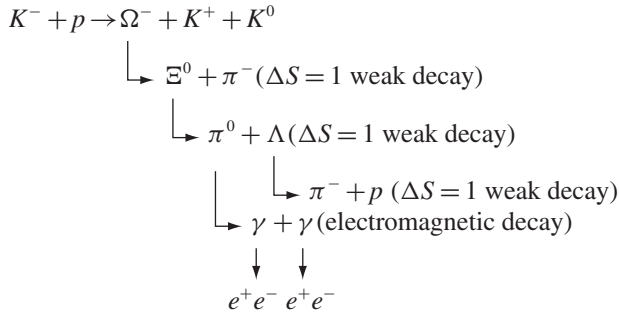 K⁻ + p → Ω⁻ + K⁺ + K⁰
Ξ⁰ + π⁻ (ΔS = 1 weak decay)
π⁰ + Λ (ΔS = 1 weak decay)
π⁻ + p (ΔS = 1 weak decay)
γ + γ (electromagnetic decay)
e⁺e⁻ e⁺e⁻